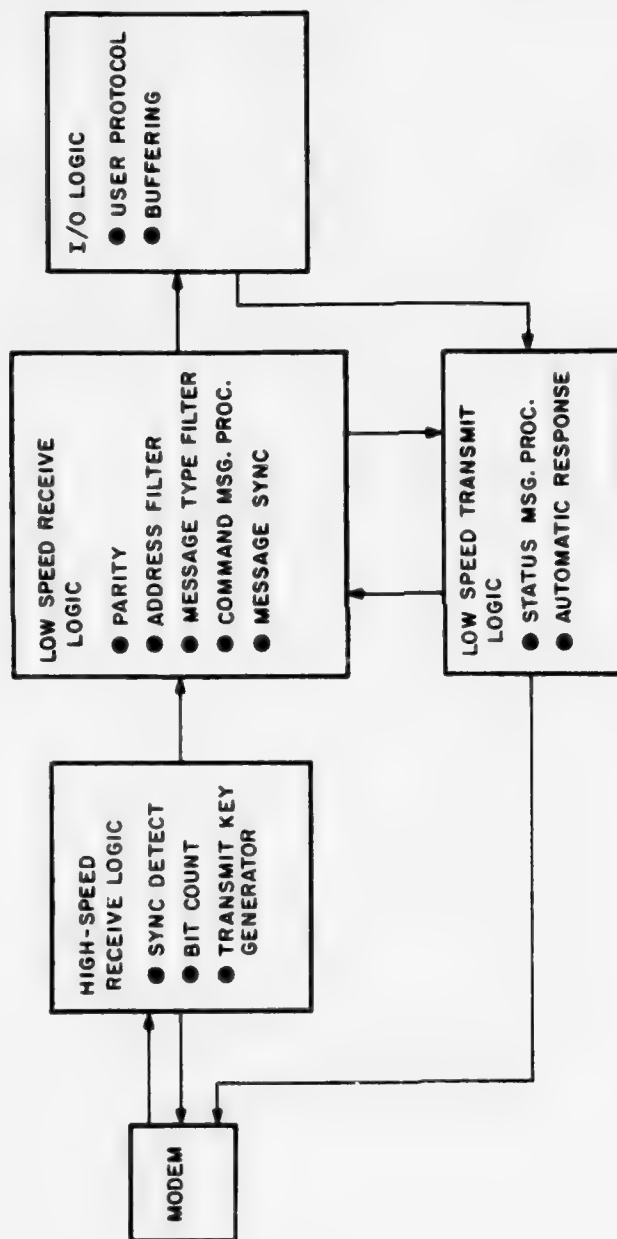 MODEM
HIGH-SPEED
RECEIVE LOGIC
● SYNC DETECT
● BIT COUNT
● TRANSMIT KEY
GENERATOR
LOW SPEED RECEIVE
LOGIC
● PARITY
● ADDRESS FILTER
● MESSAGE TYPE FILTER
● COMMAND MSG. PROC.
● MESSAGE SYNC
I/O LOGIC
● USER PROTOCOL
● BUFFERING
LOW SPEED TRANSMIT
LOGIC
● STATUS MSG. PROC.
● AUTOMATIC RESPONSE